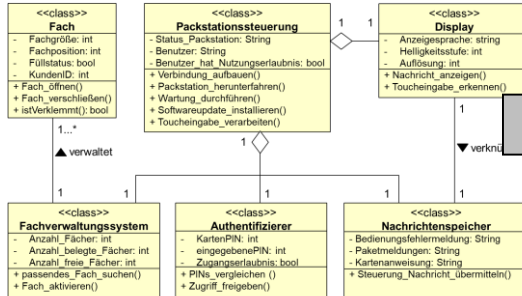 <<class>>
Fach
- Fachgröße: int
- Fachposition: int
- Füllstatus: bool
- KundenID: int
+ Fach_öffnen()
+ Fach_verschließen()
+ istVerklemmt(): bool
<<class>>
Packstationssteuerung
- Status_Packstation: String
- Benutzer: String
- Benutzer_hat_Nutzungserlaubnis: bool
+ Verbindung_aufbauen()
+ Packstation_herunterfahren()
+ Wartung_durchführen()
+ Softwareupdate_installieren()
+ Toucheingabe_verarbeiten()
1
1
<<class>>
Display
- Anzeigesprache: string
- Helligkeitsstufe: int
- Auflösung: int
+ Nachricht_anzeigen()
+ Toucheingabe_erkennen()
1...*
▲ verwaltet
1
1
1
▼ verknü
1
1
1
1
1
<<class>>
Fachverwaltungssystem
- Anzahl_Fächer: int
- Anzahl_belegte_Fächer: int
- Anzahl_freie_Fächer: int
+ passendes_Fach_suchen()
+ Fach_aktivieren()
<<class>>
Authentifizierer
- KartenPIN: int
- eingegebenePIN: int
- Zugangserlaubnis: bool
+ PINs_vergleichen ()
+ Zugriff_freigeben()
<<class>>
Nachrichtenspeicher
- Bedienungsfehlermeldung: String
- Paketmeldungen: String
- Kartenanweisung: String
+ Steuerung_Nachricht_übermitteln()